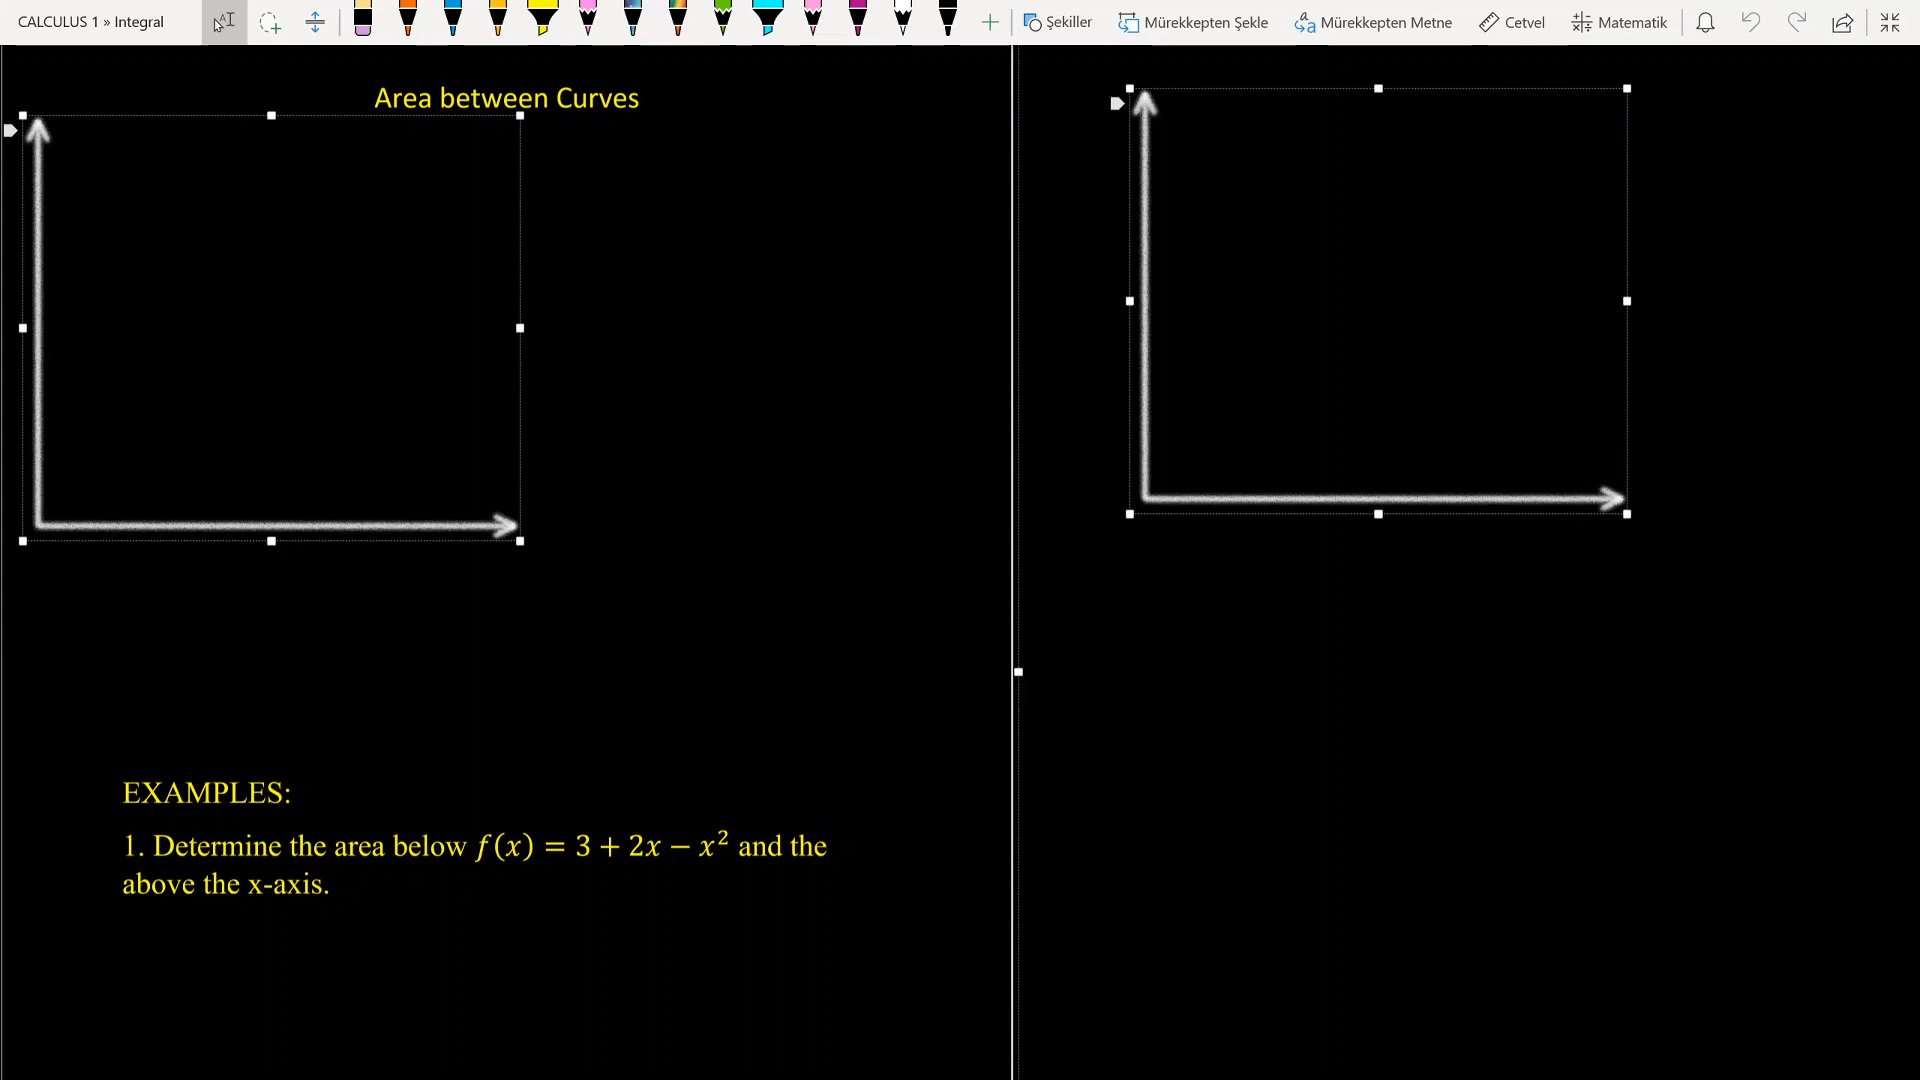 CALCULUS 1 » Integral
Şekiller
Mürekkepten Şekle
Mürekkepten Metne
Cetvel
Matematik
Area between Curves
EXAMPLES:
1. Determine the area below f(x) = 3 + 2x − x² and the
above the x-axis.